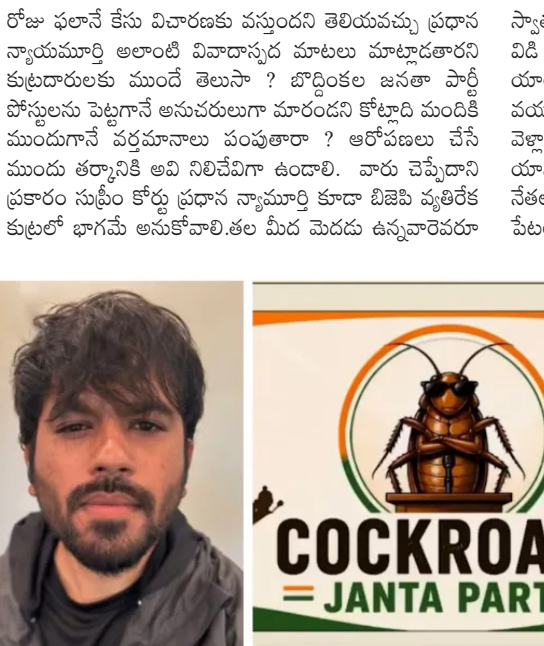 రోజు ఫలానే కేసు విచారణకు వస్తుందని తెలియవచ్చు ప్రధాన
న్యాయమూర్తి అలాంటి వివాదాస్పద మాటలు మాట్లాడతారని
కుట్రదారులకు ముందే తెలుసా ? బొద్దింకల జనతా పార్టీ
పోస్టులను పెట్టగానే అనుచరులుగా మారండని కోట్లాది మందికి
ముందుగానే వర్తమానాలు పంపుతారా ? ఆరోపణలు చేసే
ముందు తర్కానికి అవి నిలిచేవిగా ఉండాలి. వారు చెప్పేదాని
ప్రకారం సుప్రీం కోర్టు ప్రధాన న్యామూర్తి కూడా బిజెపి వ్యతిరేక
కుట్రలో భాగమే అనుకోవాలి.తల మీద మెదడు ఉన్నవారెవరూ
విడి
నేతల
COCKROA
= JANTA PART